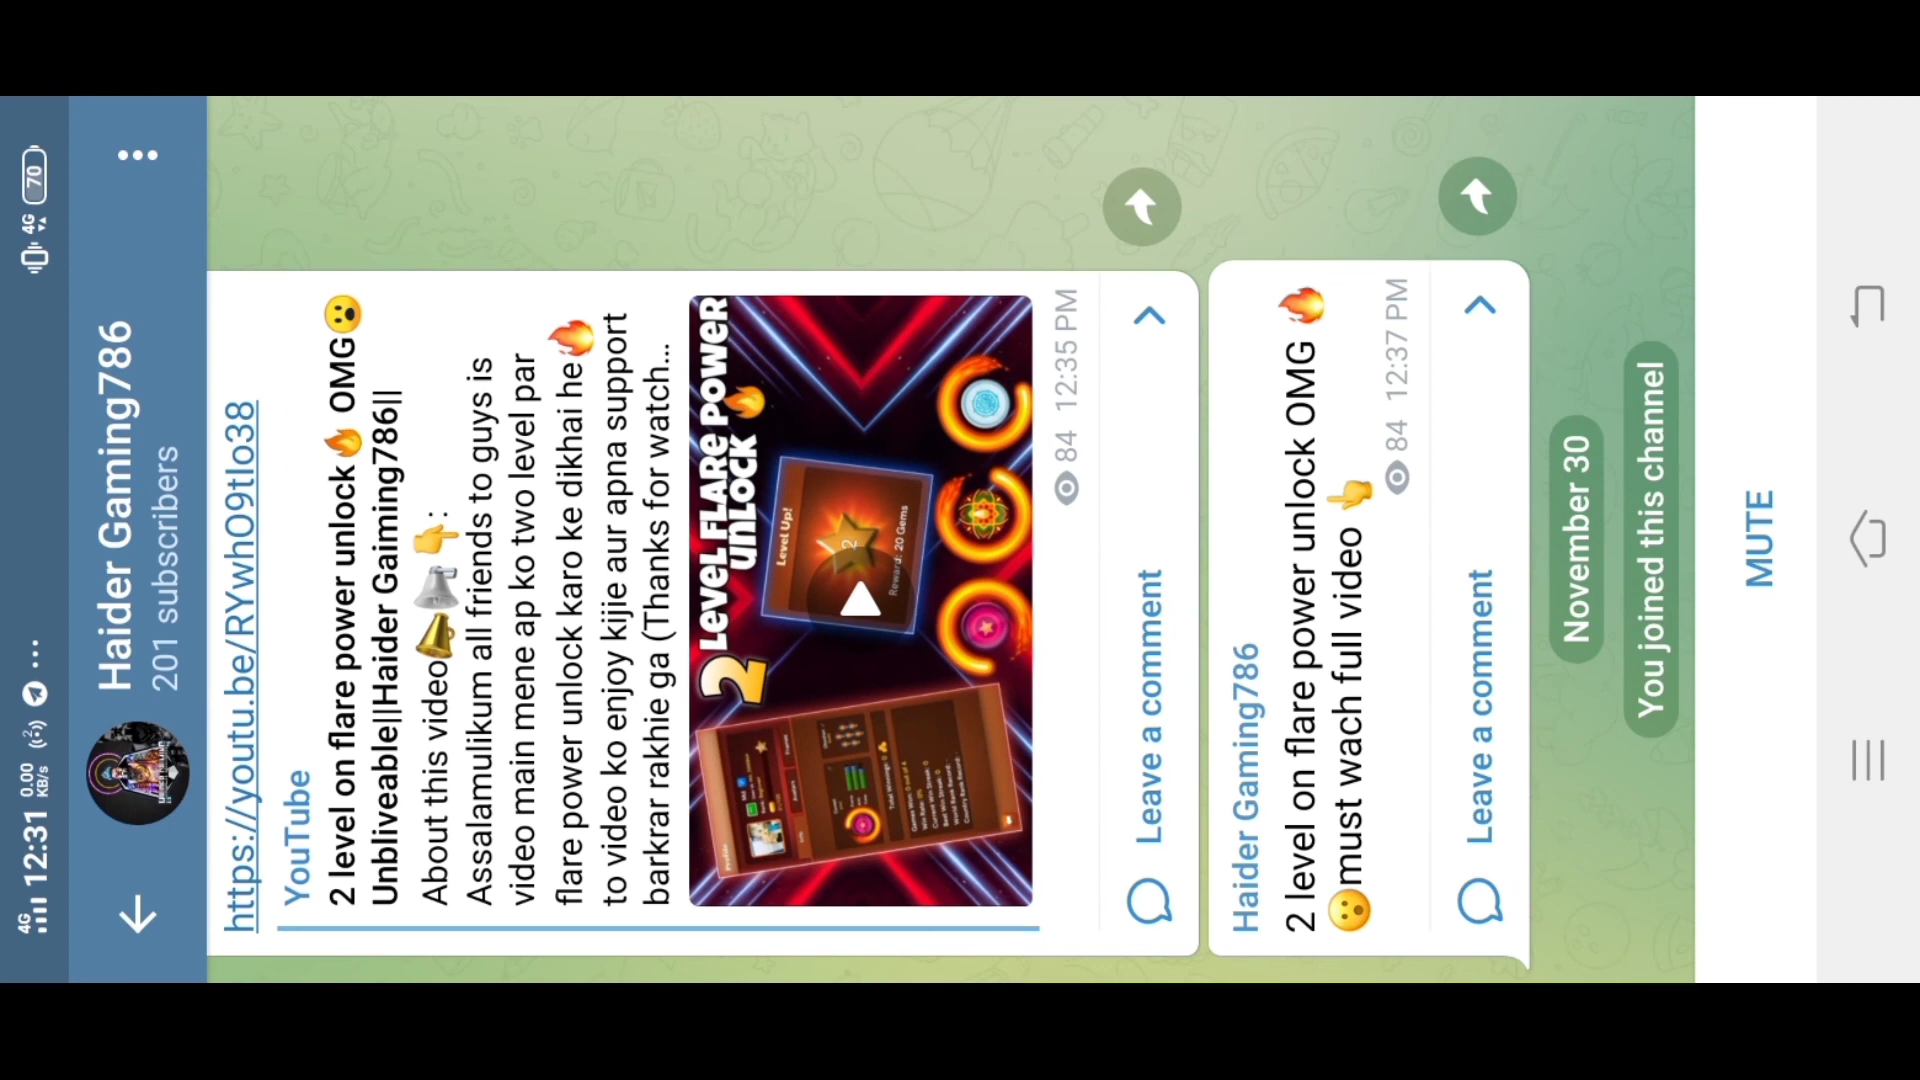 4G 12:31 0.00 KB/s ... 4G 70
Haider Gaming786
201 subscribers
https://youtu.be/RYwhO9tIo38
YouTube
2 level on flare power unlock🔥 OMG😮
Unbliveable||Haider Gaiming786||
About this video📣📢👉:
Assalamulikum all friends to guys is
video main mene ap ko two level par
flare power unlock karo ke dikhai he🔥
to video ko enjoy kijie aur apna support
barkrar rakhie ga (Thanks for watch...
2 LEVEL FLARE POWER
UNLOCK 🔥
Level Up!
2
Reward: 20 Gems
Profile
84 12:35 PM
Leave a comment
Haider Gaming786
2 level on flare power unlock OMG 🔥
😮must wach full video 👆
84 12:37 PM
Leave a comment
November 30
You joined this channel
MUTE